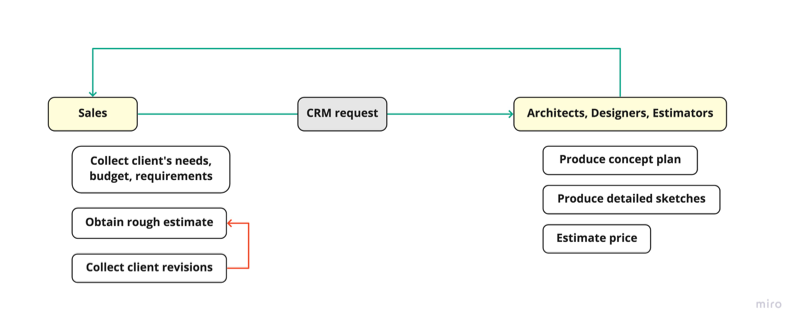 Sales
CRM request
Architects, Designers, Estimators
Collect client's needs,
budget, requirements
Obtain rough estimate
Collect client revisions
Produce concept plan
Produce detailed sketches
Estimate price
miro